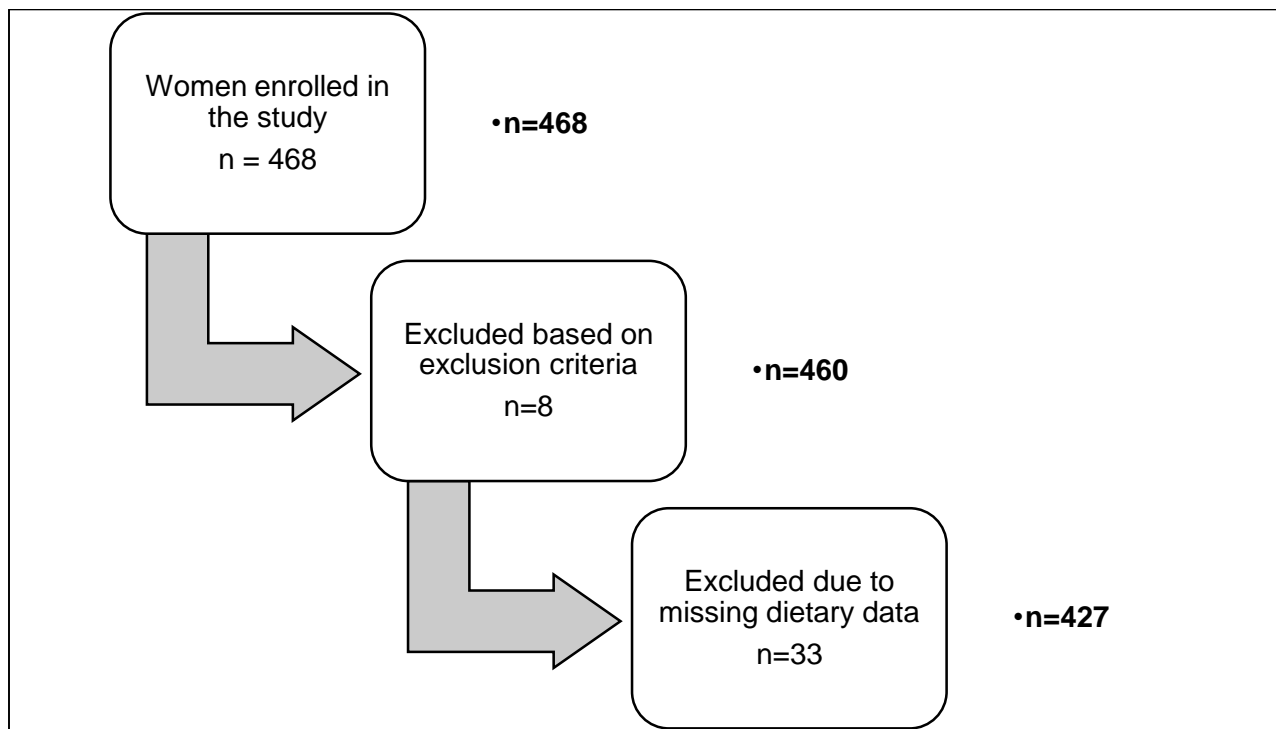 Women enrolled in
the study
n = 468
•n=468
Excluded based on
exclusion criteria
n=8
•n=460
Excluded due to
missing dietary data
n=33
•n=427